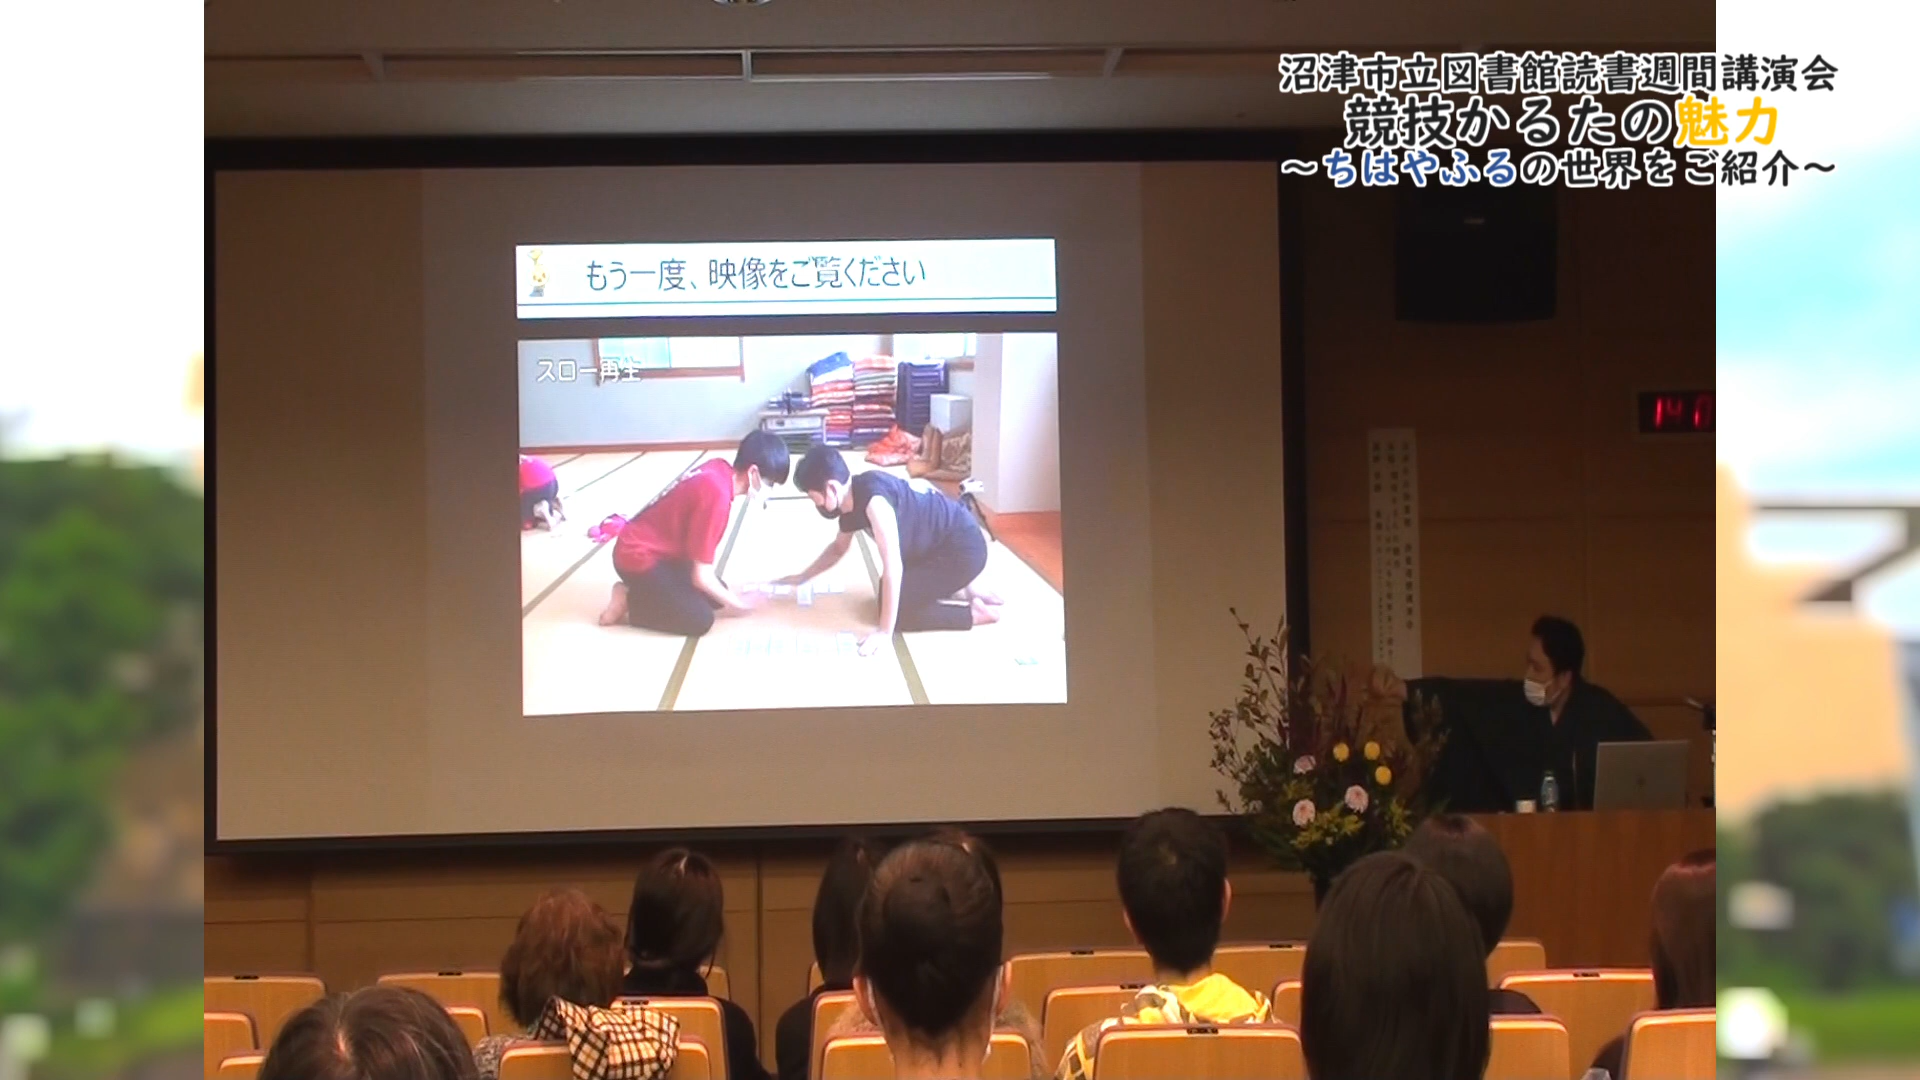 沼津市立図書館読書週間講演会
競技かるたの魅力
～ちはやふるの世界をご紹介～
もう一度、映像をご覧ください
スロー再生